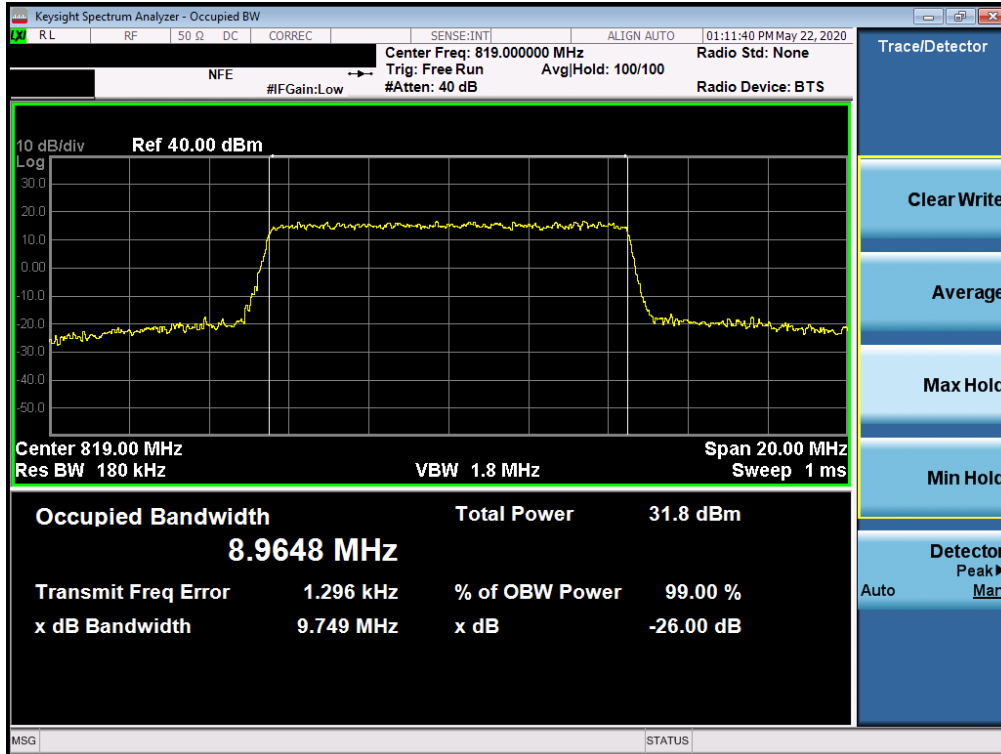 Keysight Spectrum Analyzer - Occupied BW
LXI RL RF 50 Ω DC CORREC SENSE:INT ALIGN AUTO 01:11:40 PM May 22, 2020
Center Freq: 819.000000 MHz Radio Std: None
NFE Trig: Free Run Avg|Hold: 100/100
#IFGain:Low #Atten: 40 dB Radio Device: BTS
10 dB/div Ref 40.00 dBm
Log
30.0
20.0
10.0
0.00
-10.0
-20.0
-30.0
-40.0
-50.0
Center 819.00 MHz Span 20.00 MHz
Res BW 180 kHz VBW 1.8 MHz Sweep 1 ms
Occupied Bandwidth Total Power 31.8 dBm
8.9648 MHz
Transmit Freq Error 1.296 kHz % of OBW Power 99.00 %
x dB Bandwidth 9.749 MHz x dB -26.00 dB
MSG STATUS
Trace/Detector
Clear Write
Average
Max Hold
Min Hold
Detector
Peak
Auto Man